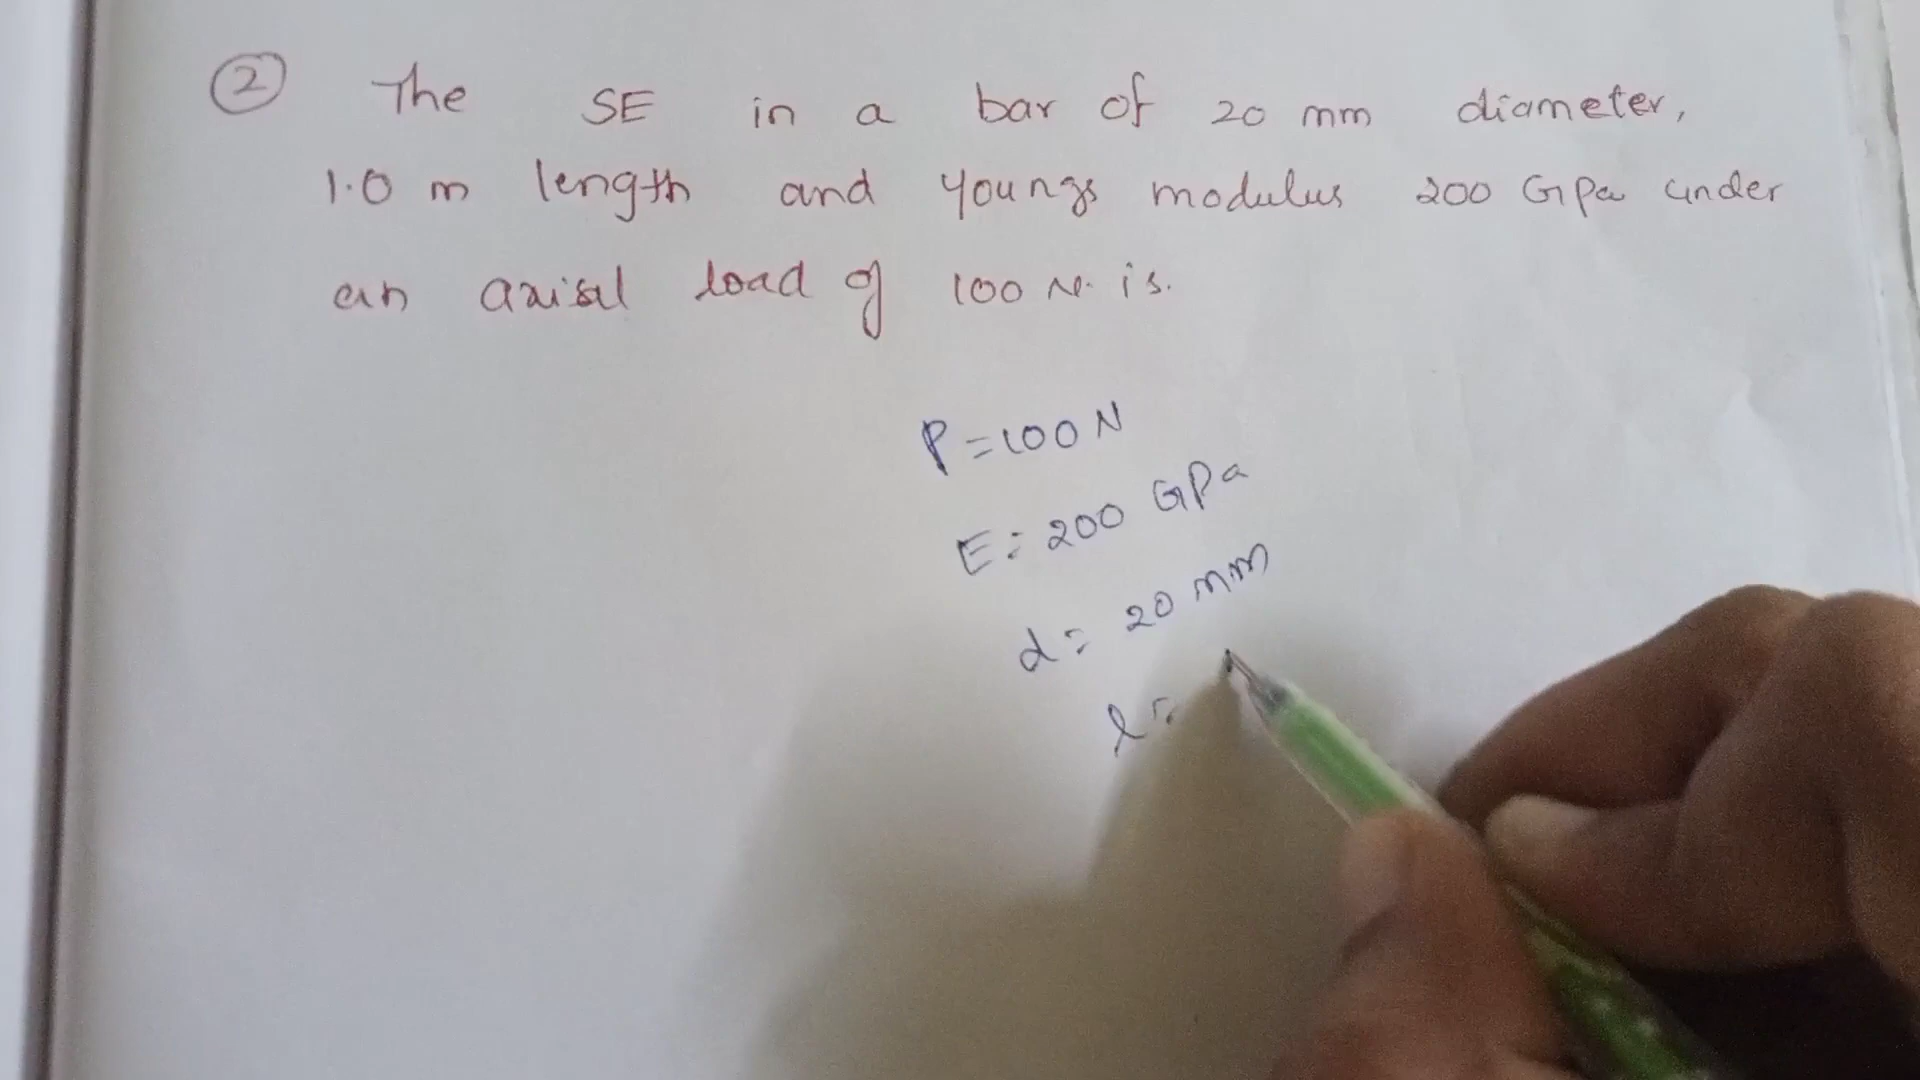 2 The SE in a bar of 20 mm diameter,
1.0 m length and youngs modulus 200 GPa under
an axial load of 100 N. is.
P = 100 N
E = 200 GPa
d = 20 mm
l =